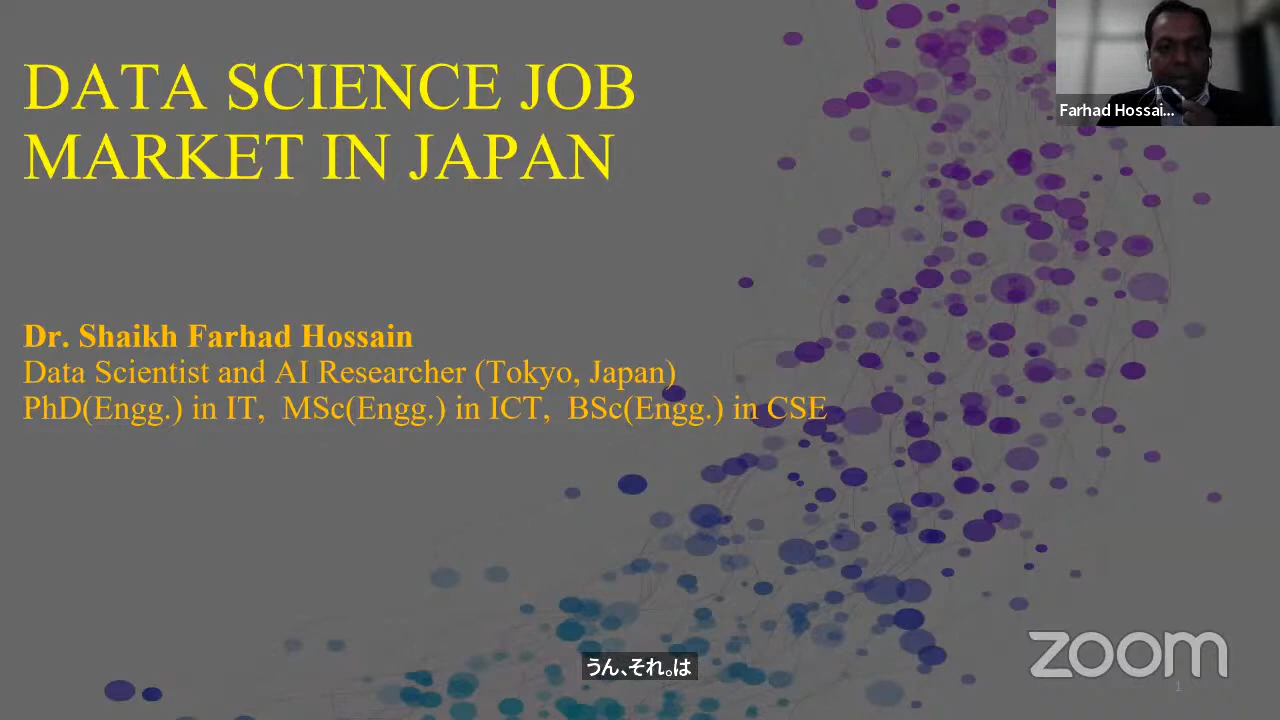 DATA SCIENCE JOB
MARKET IN JAPAN
Farhad Hossai...
Dr. Shaikh Farhad Hossain
Data Scientist and AI Researcher (Tokyo, Japan)
PhD(Engg.) in IT, MSc(Engg.) in ICT, BSc(Engg.) in CSE
うん、それ。は
zoom
1